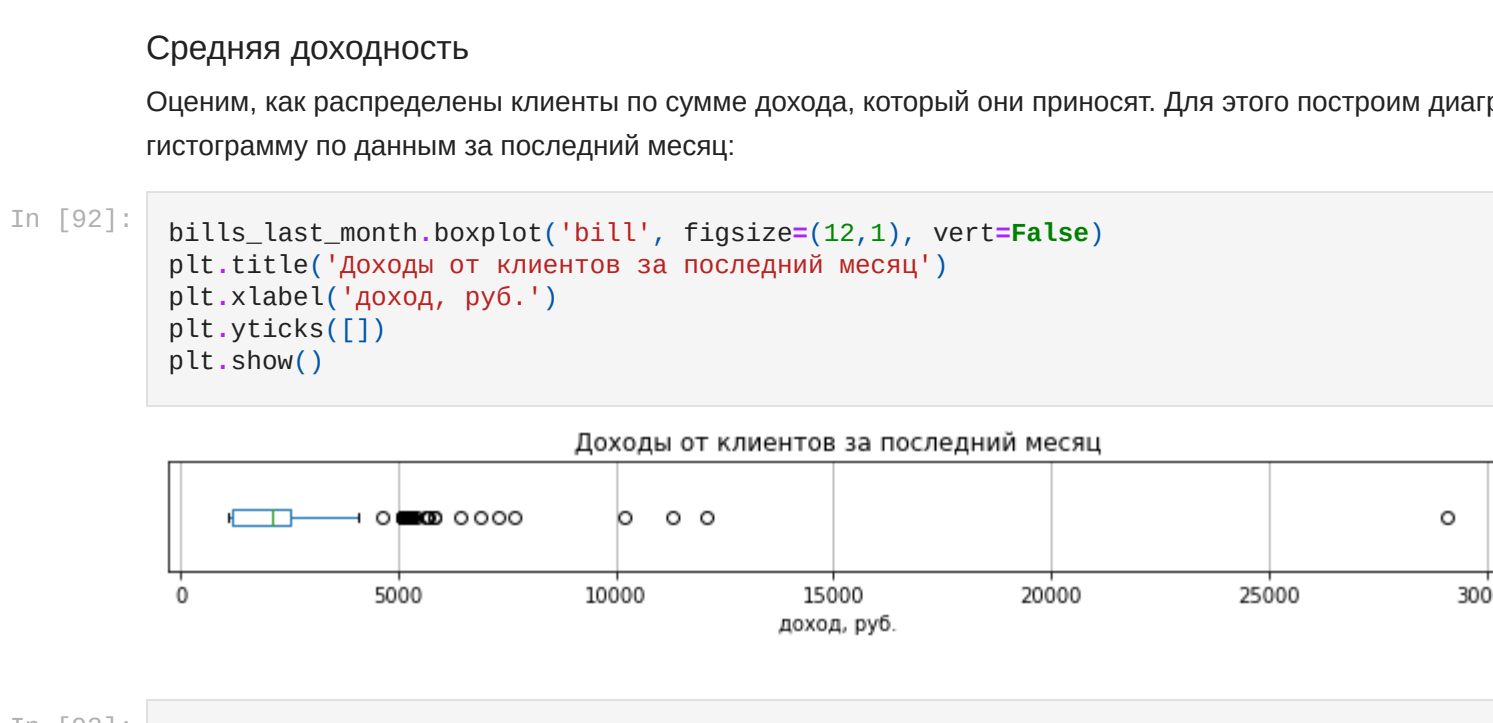 Средняя доходность
Оценим, как распределены клиенты по сумме дохода, который они приносят. Для этого построим
гистограмму по данным за последний месяц:
In [92]:
bills_last_month.boxplot('bill', figsize=(12,1), vert=False)
plt.title('Доходы от клиентов за последний месяц')
plt.xlabel('доход, руб.')
plt.yticks([])
plt.show()
Доходы от клиентов за последний месяц
0 5000 10000 15000 20000 25000
доход, руб.